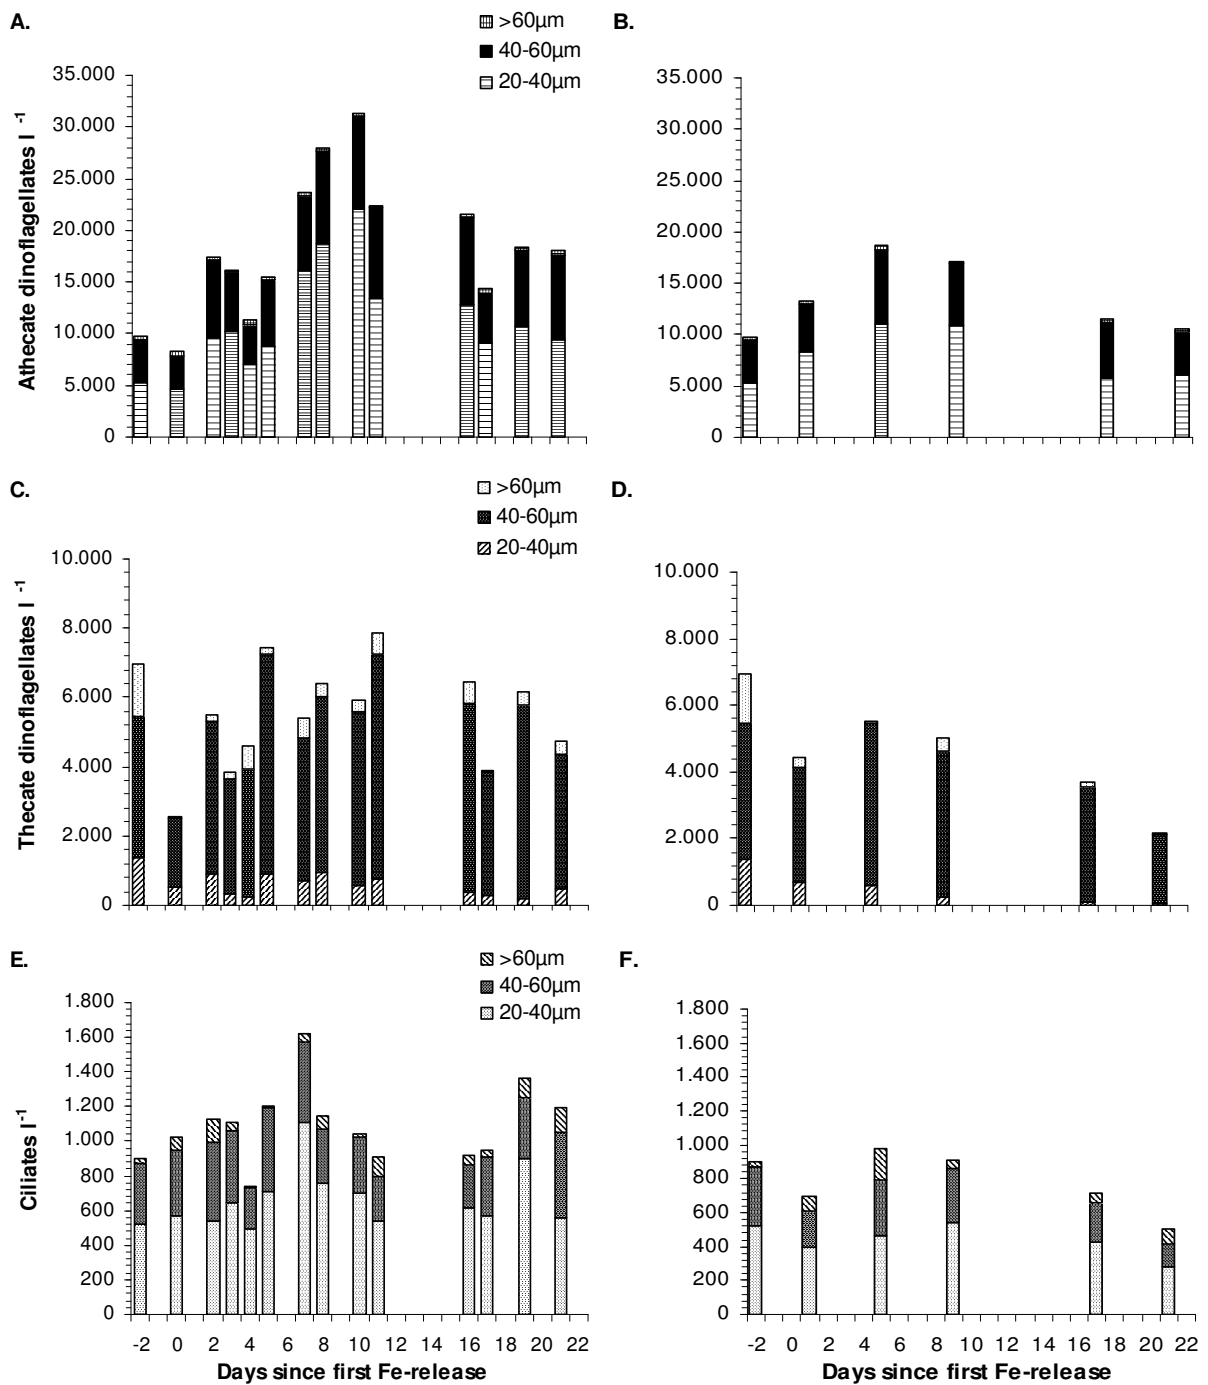 A.
>60µm
40-60µm
20-40µm
35.000
30.000
25.000
20.000
15.000
10.000
5.000
0
Athecate dinoflagellates l -1
B.
35.000
30.000
25.000
20.000
15.000
10.000
5.000
0
C.
>60µm
40-60µm
20-40µm
10.000
8.000
6.000
4.000
2.000
0
Thecate dinoflagellates l -1
D.
10.000
8.000
6.000
4.000
2.000
0
E.
>60µm
40-60µm
20-40µm
1.800
1.600
1.400
1.200
1.000
800
600
400
200
0
Ciliates l-1
-2 0 2 4 6 8 10 12 14 16 18 20 22
Days since first Fe-release
F.
1.800
1.600
1.400
1.200
1.000
800
600
400
200
0
-2 0 2 4 6 8 10 12 14 16 18 20 22
Days since first Fe-release